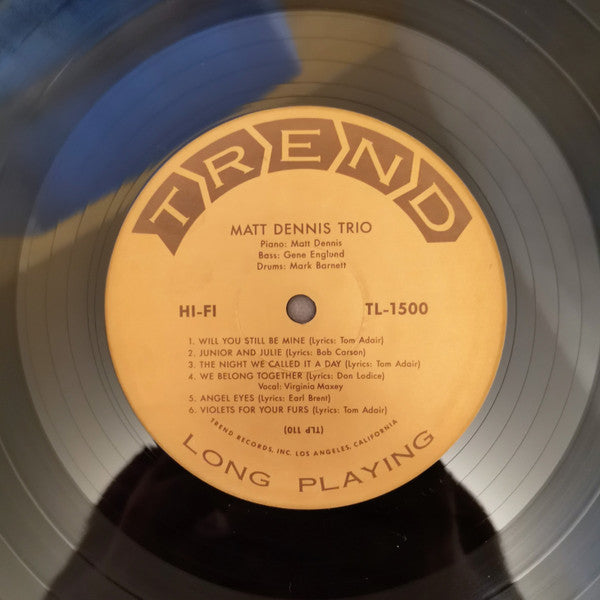 TREND
MATT DENNIS TRIO
Piano: Matt Dennis
Bass: Gene Englund
Drums: Mark Barnett
HI-FI TL-1500
1. WILL YOU STILL BE MINE (Lyrics: Tom Adair)
2. JUNIOR AND JULIE (Lyrics: Bob Carson)
3. THE NIGHT WE CALLED IT A DAY (Lyrics: Tom Adair)
4. WE BELONG TOGETHER (Lyrics: Don Lodice)
Vocal: Virginia Maxey
5. ANGEL EYES (Lyrics: Earl Brent)
6. VIOLETS FOR YOUR FURS (Lyrics: Tom Adair)
(TLP 110)
TREND RECORDS, INC. LOS ANGELES, CALIFORNIA
LONG PLAYING